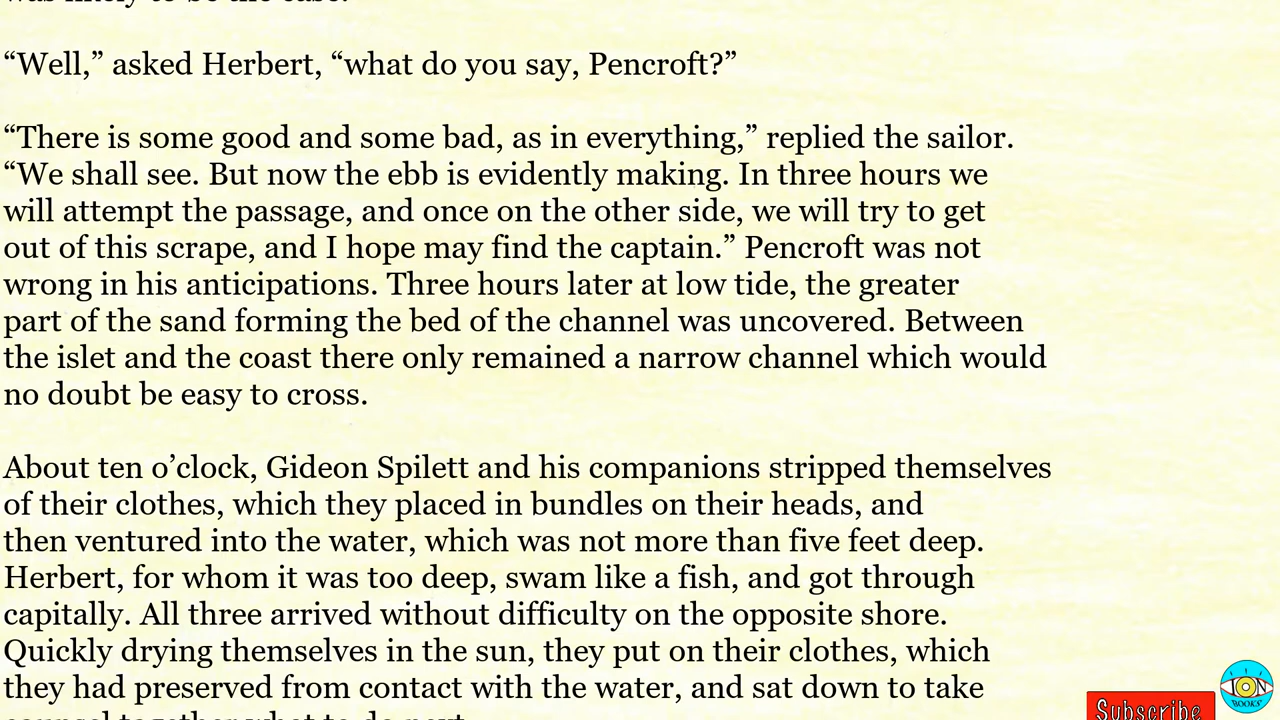 “Well,” asked Herbert, “what do you say, Pencroft?”
“There is some good and some bad, as in everything,” replied the sailor.
“We shall see. But now the ebb is evidently making. In three hours we
will attempt the passage, and once on the other side, we will try to get
out of this scrape, and I hope may find the captain.” Pencroft was not
wrong in his anticipations. Three hours later at low tide, the greater
part of the sand forming the bed of the channel was uncovered. Between
the islet and the coast there only remained a narrow channel which would
no doubt be easy to cross.
About ten o’clock, Gideon Spilett and his companions stripped themselves
of their clothes, which they placed in bundles on their heads, and
then ventured into the water, which was not more than five feet deep.
Herbert, for whom it was too deep, swam like a fish, and got through
capitally. All three arrived without difficulty on the opposite shore.
Quickly drying themselves in the sun, they put on their clothes, which
they had preserved from contact with the water, and sat down to take
counsel together what to do next.
Subscribe
ION
BOOKS